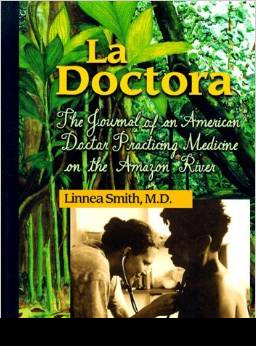 La
Doctora
The Journal of an American
Doctor Practicing Medicine
on the Amazon River
Linnea Smith, M.D.